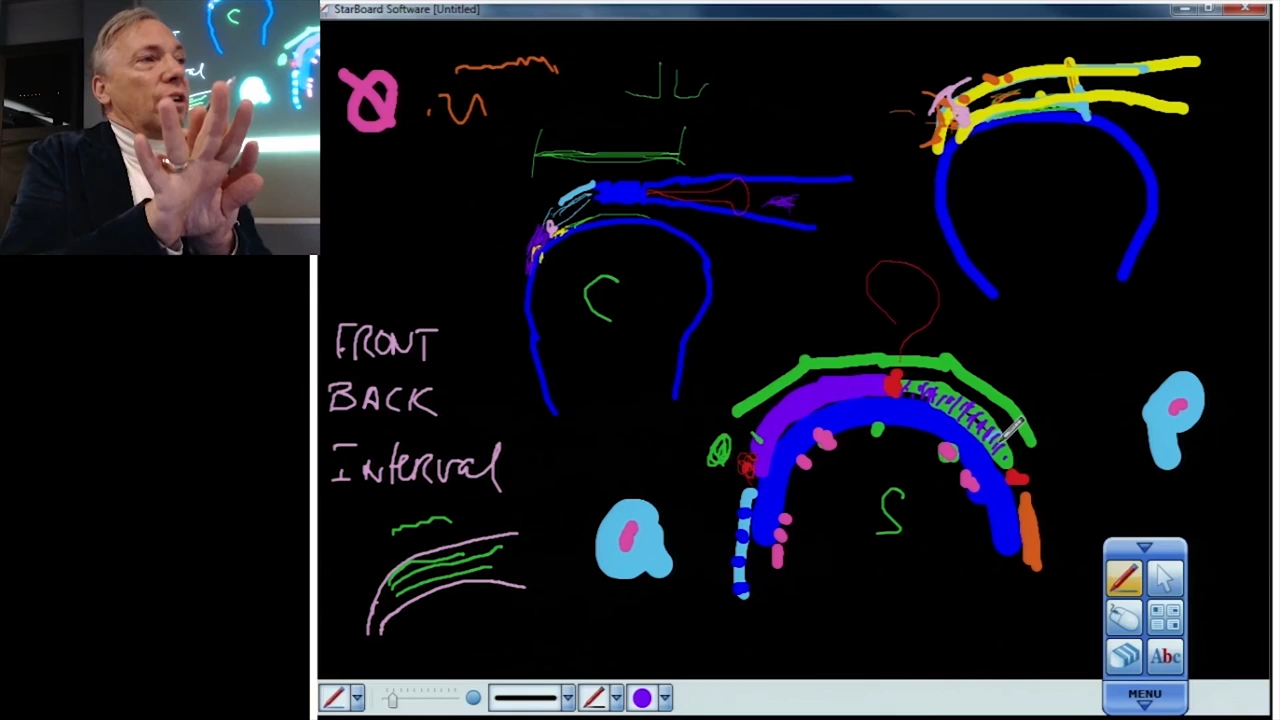 StarBoard Software [Untitled]
C
FRONT
BACK
INTERVAL
S
Abc
MENU